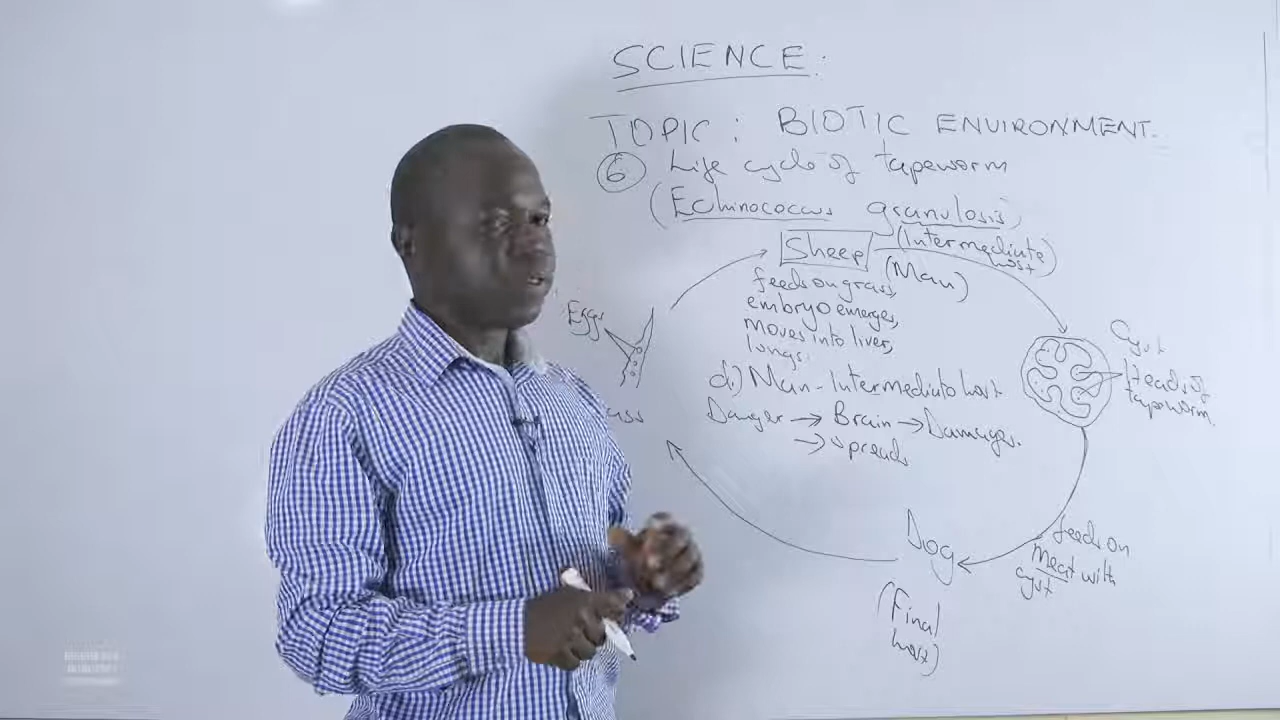 SCIENCE:
TOPIC: BIOTIC ENVIRONMENT.
6 Life cycle of tapeworm
(Echinococcus granulosis)
Sheep (Intermediate host)
(Man)
feeds on grass,
embryo emerges,
moves into liver,
lungs.
Eggs
d.) Man - Intermediate host
Danger → Brain → Damages.
→ spreads
Cyst
Heads of
tapeworm.
Dog
(Final
host)
feeds on
meat with
cyst